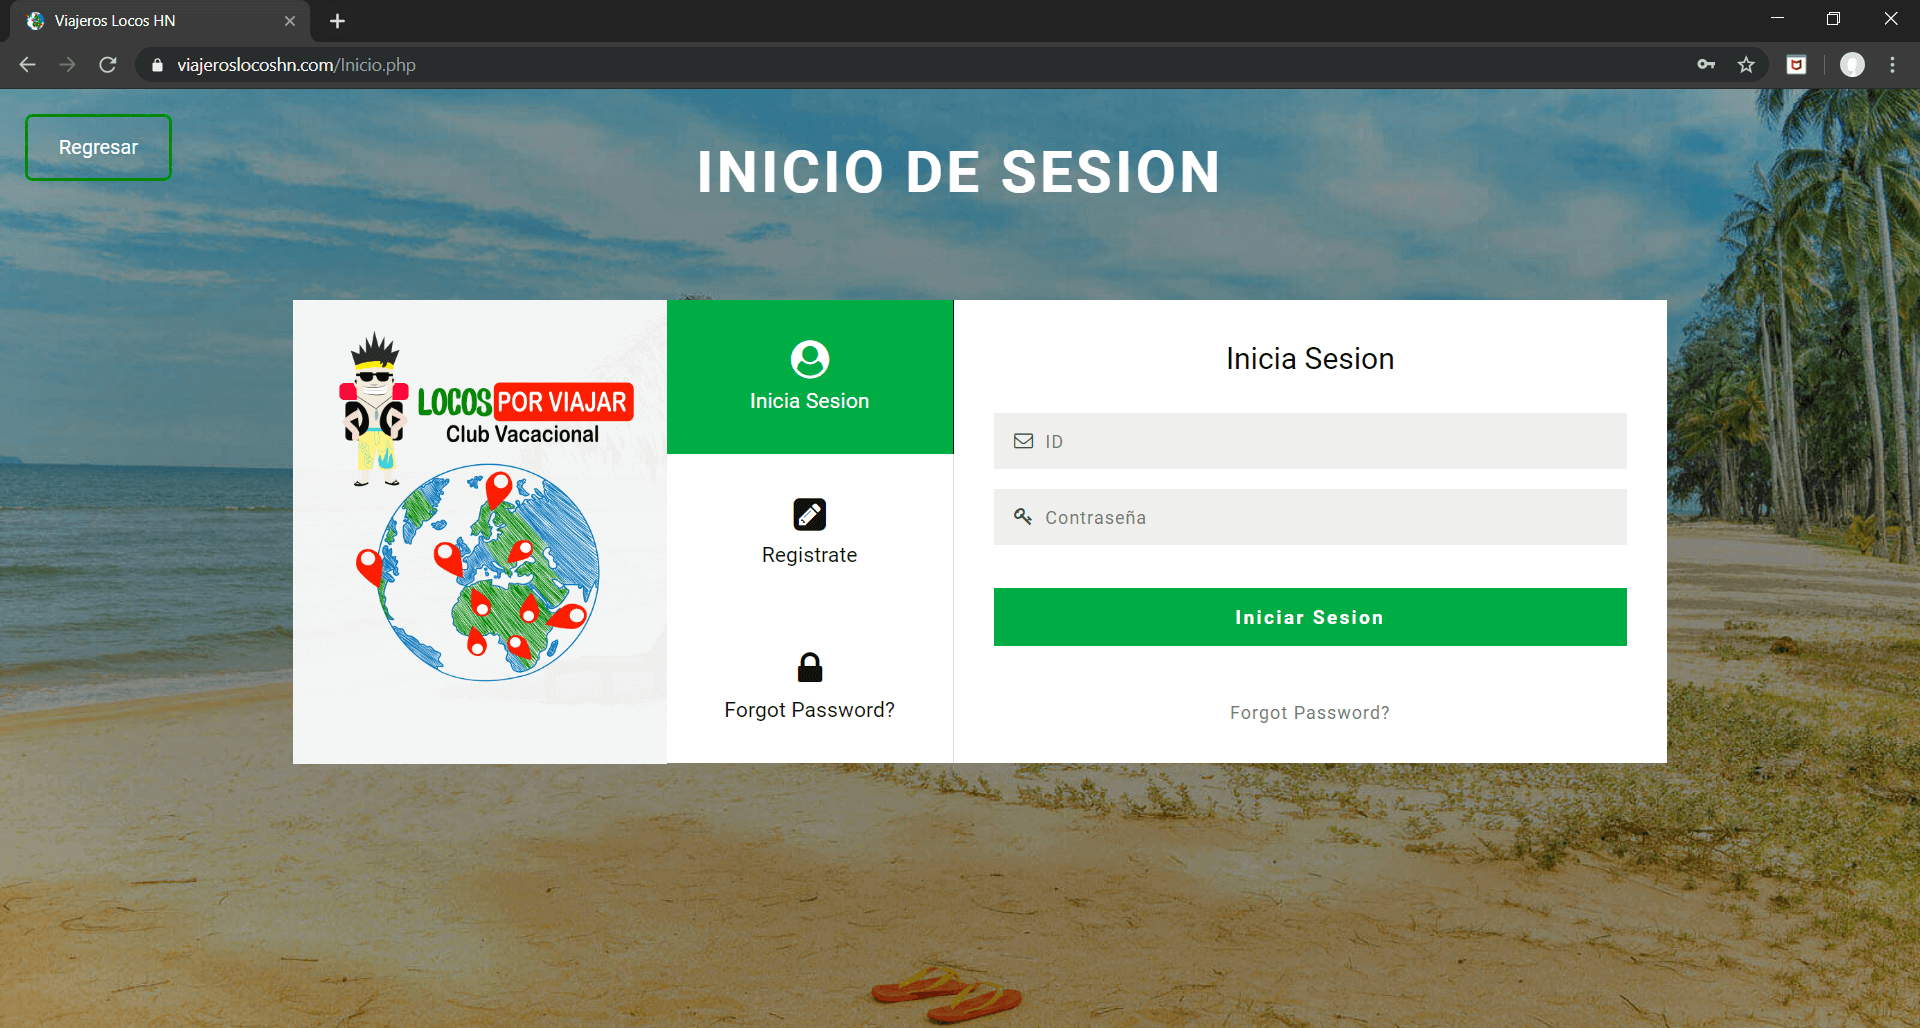 Viajeros Locos HN
viajeroslocoshn.com/Inicio.php
Regresar
INICIO DE SESION
LOCOS POR VIAJAR
Club Vacacional
Inicia Sesion
Registrate
Forgot Password?
Inicia Sesion
ID
Contraseña
Iniciar Sesion
Forgot Password?